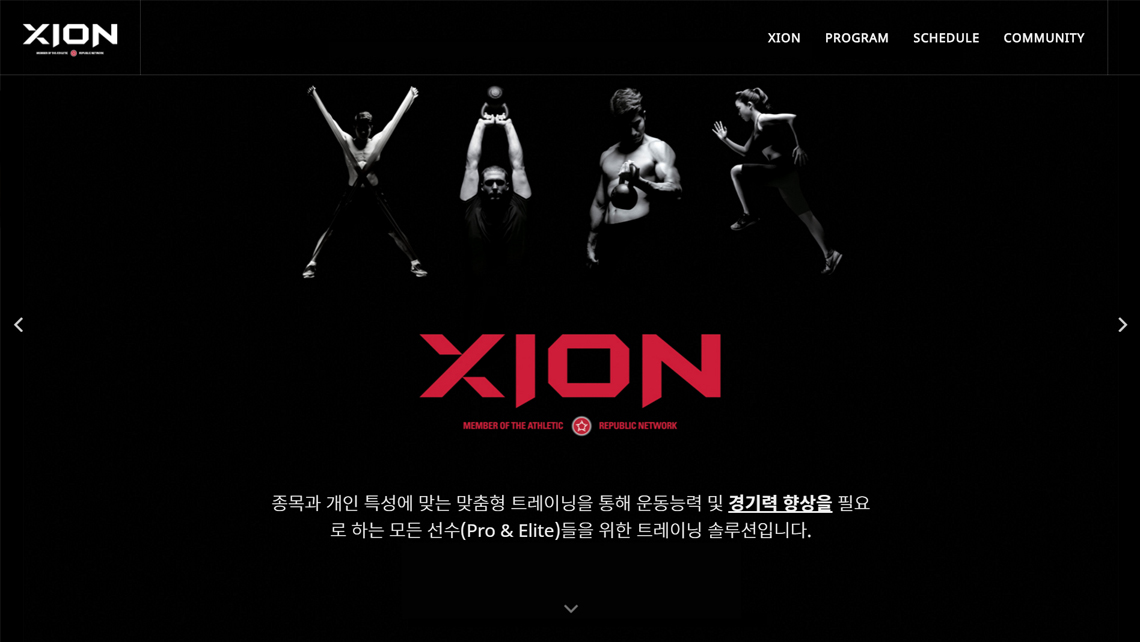 XION
MEMBER OF THE ATHLETIC REPUBLIC NETWORK
XION PROGRAM SCHEDULE COMMUNITY
XION
MEMBER OF THE ATHLETIC REPUBLIC NETWORK
종목과 개인 특성에 맞는 맞춤형 트레이닝을 통해 운동능력 및 경기력 향상을 필요
로 하는 모든 선수(Pro & Elite)들을 위한 트레이닝 솔루션입니다.